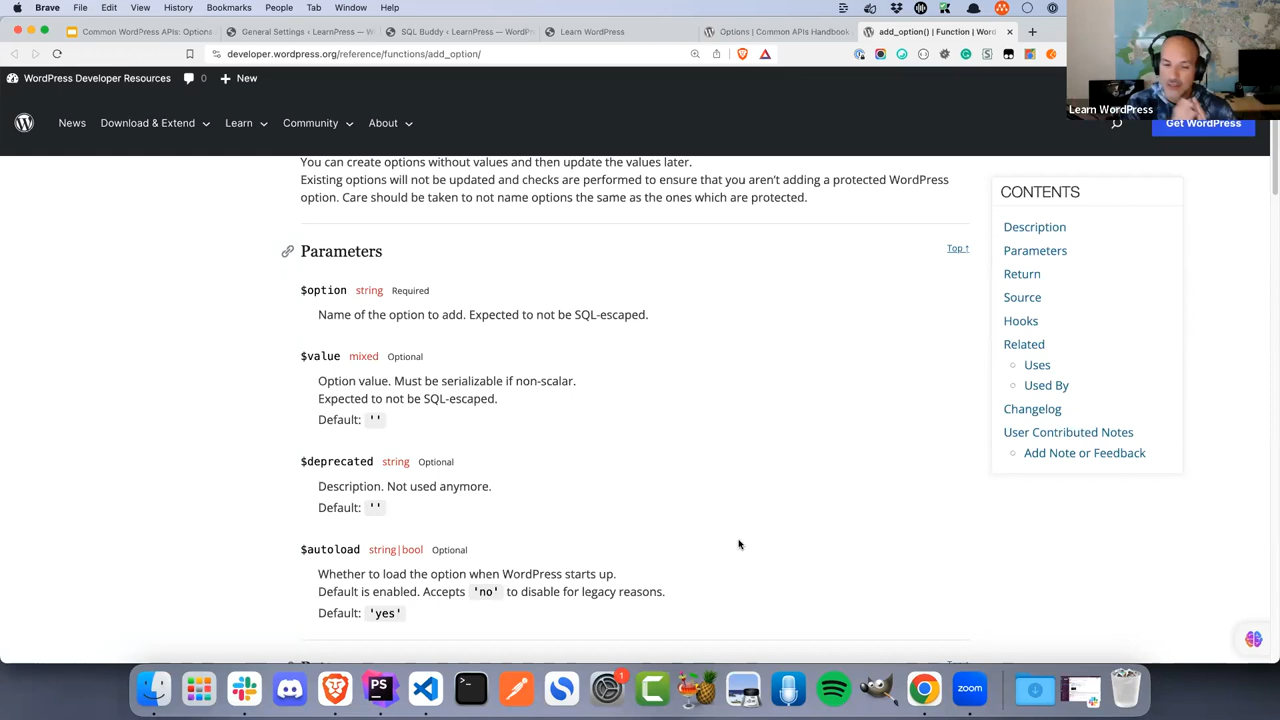 Brave File Edit View History Bookmarks People Tab Window Help
Common WordPress APIs: Options
General Settings ‹ LearnPress — W
SQL Buddy ‹ LearnPress — WordPr
Learn WordPress
Options | Common APIs Handbook
add_option() | Function | Word
developer.wordpress.org/reference/functions/add_option/
WordPress Developer Resources 0 New
Learn WordPress
News Download & Extend Learn Community About
Get WordPress
You can create options without values and then update the values later.
Existing options will not be updated and checks are performed to ensure that you aren’t adding a protected WordPress
option. Care should be taken to not name options the same as the ones which are protected.
Parameters
Top ↑
$option string Required
Name of the option to add. Expected to not be SQL-escaped.
$value mixed Optional
Option value. Must be serializable if non-scalar.
Expected to not be SQL-escaped.
Default: ''
$deprecated string Optional
Description. Not used anymore.
Default: ''
$autoload string|bool Optional
Whether to load the option when WordPress starts up.
Default is enabled. Accepts 'no' to disable for legacy reasons.
Default: 'yes'
CONTENTS
Description
Parameters
Return
Source
Hooks
Related
Uses
Used By
Changelog
User Contributed Notes
Add Note or Feedback
PS
1
zoom